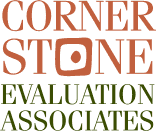 CORNER
STONE
EVALUATION
ASSOCIATES